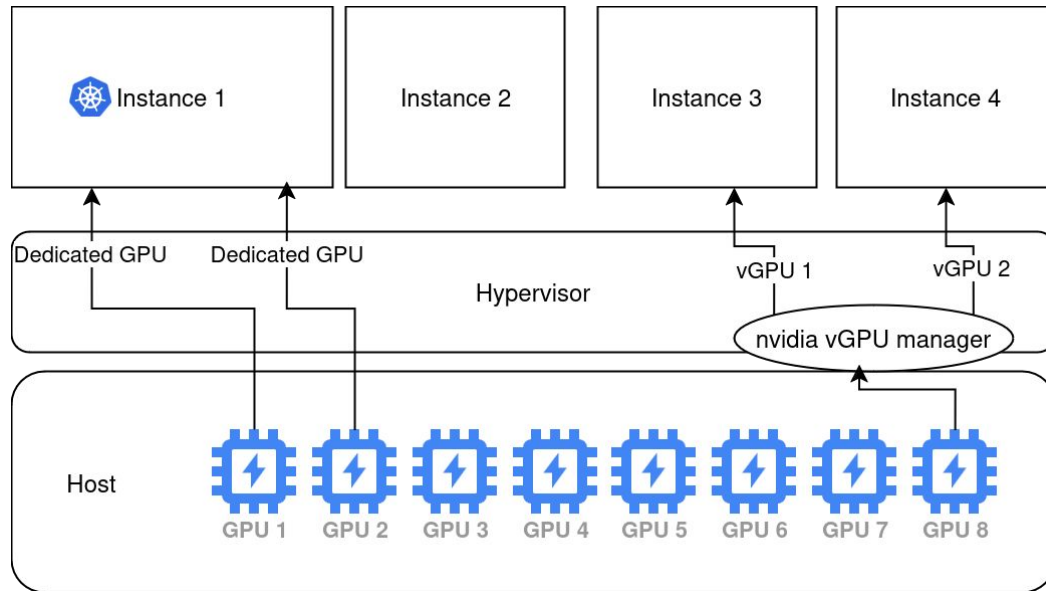 Instance 1
Instance 2
Instance 3
Instance 4
Dedicated GPU
Dedicated GPU
vGPU 1
vGPU 2
Hypervisor
nvidia vGPU manager
Host
GPU 1
GPU 2
GPU 3
GPU 4
GPU 5
GPU 6
GPU 7
GPU 8